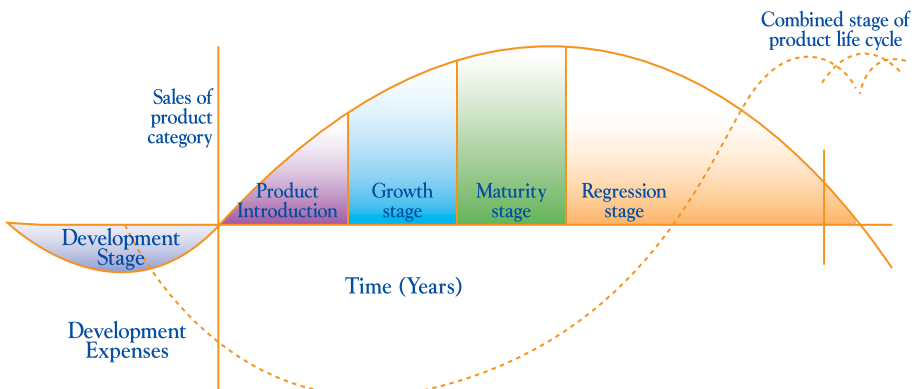 Combined stage of
product life cycle
Sales of
product
category
Product
Introduction
Growth
stage
Maturity
stage
Regression
stage
Development
Stage
Time (Years)
Development
Expenses